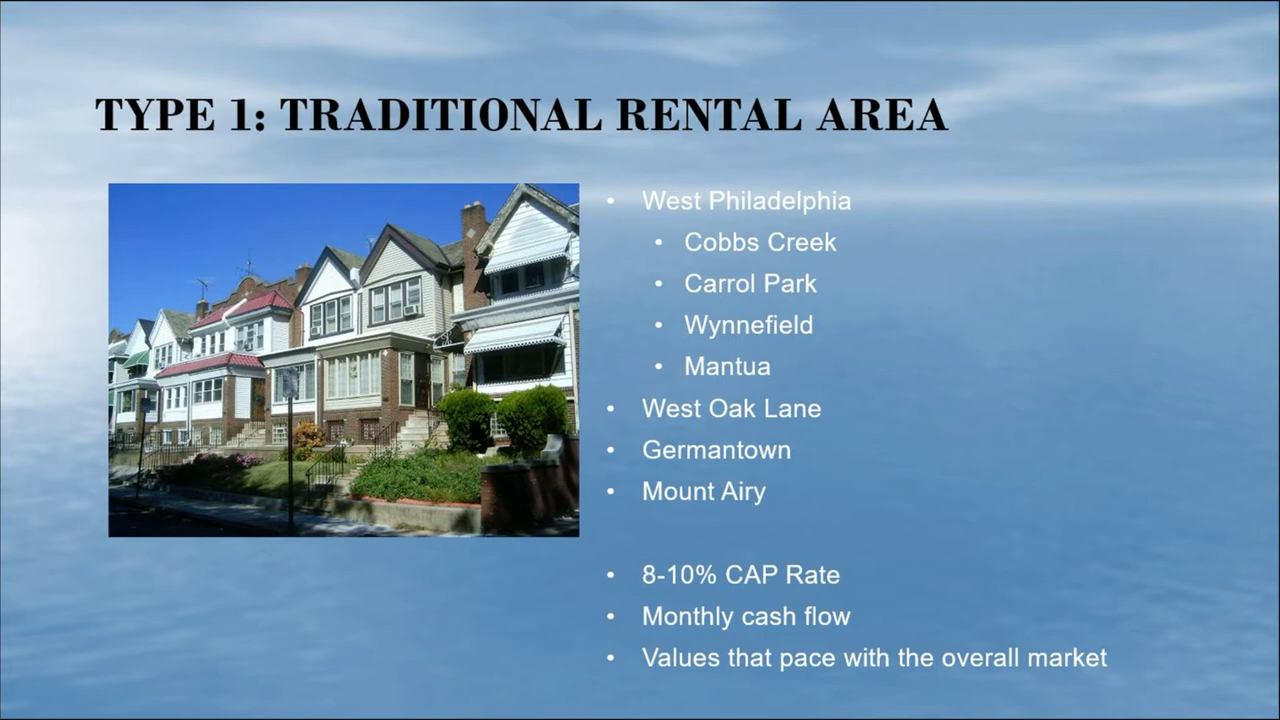 TYPE 1: TRADITIONAL RENTAL AREA
• West Philadelphia
• Cobbs Creek
• Carrol Park
• Wynnefield
• Mantua
• West Oak Lane
• Germantown
• Mount Airy
• 8-10% CAP Rate
• Monthly cash flow
• Values that pace with the overall market